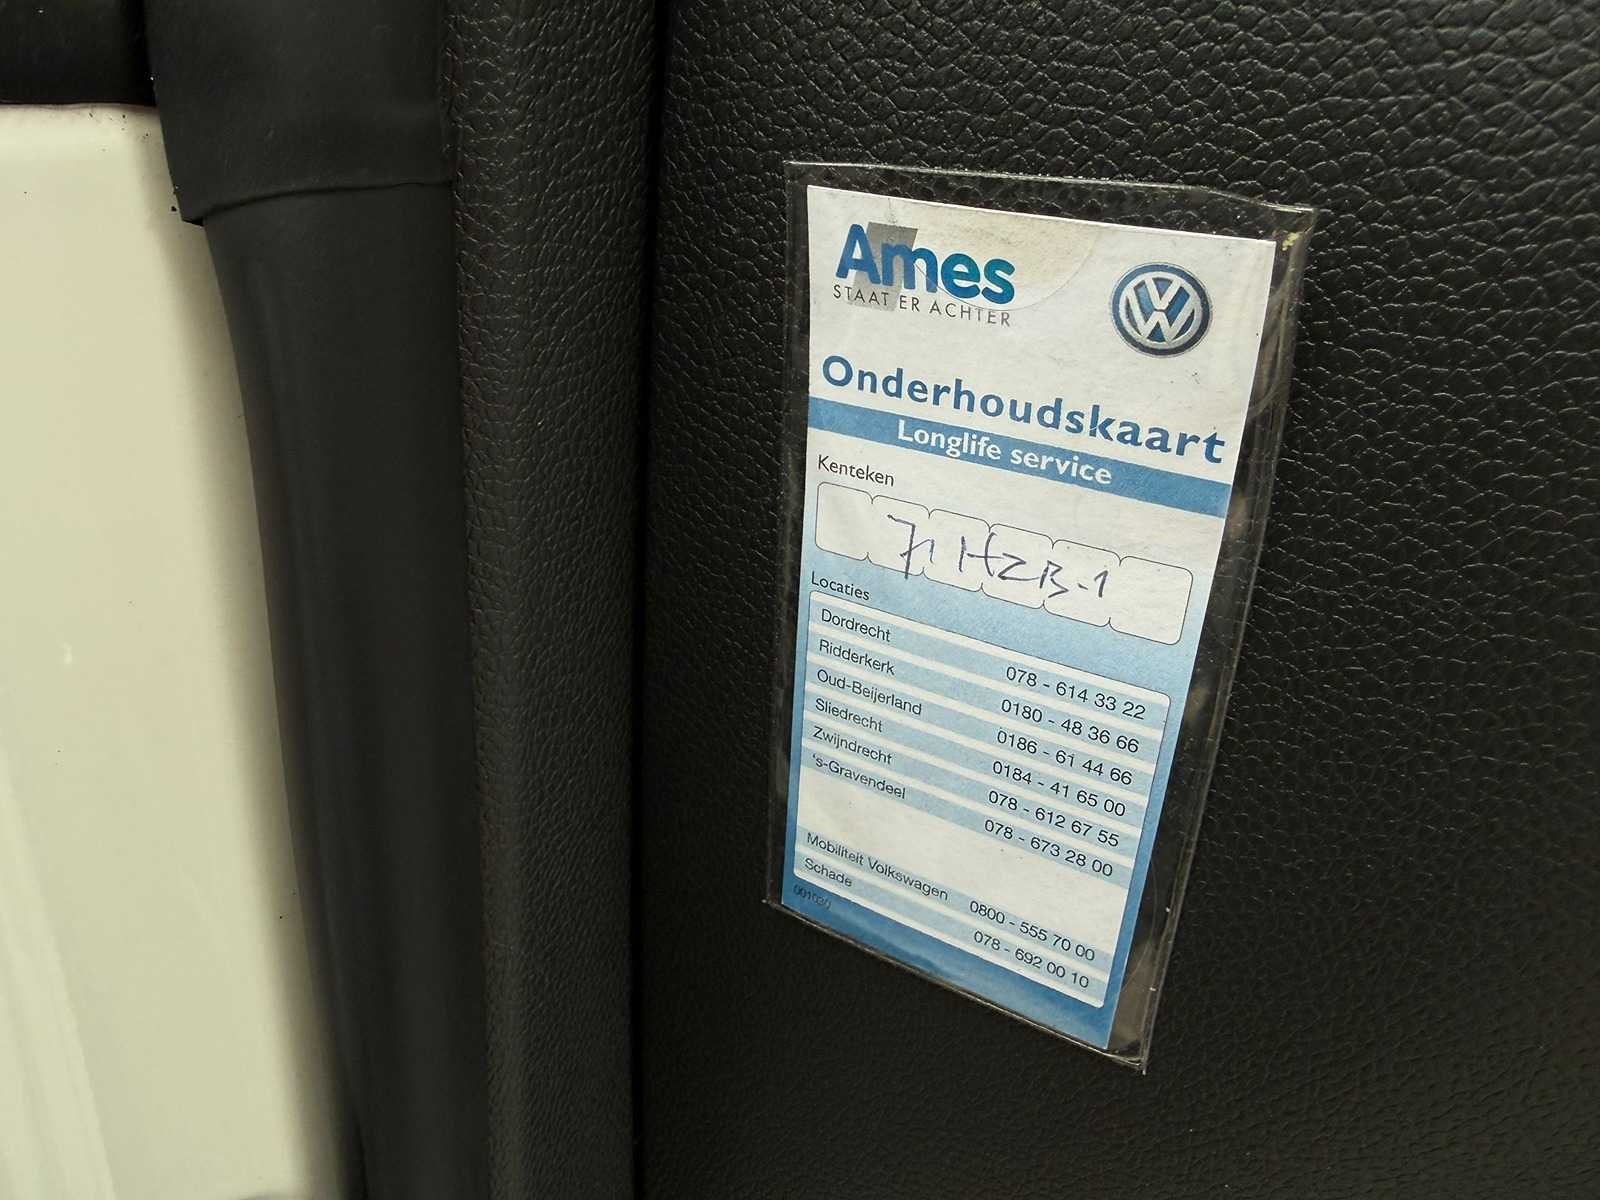 Ames
STAAT ER ACHTER
Onderhoudskaart
Longlife service
Kenteken
71 HZB-1
Locaties
Dordrecht 078 - 614 33 22
Ridderkerk 0180 - 48 36 66
Oud-Beijerland 0186 - 61 44 66
Sliedrecht 0184 - 41 65 00
Zwijndrecht 078 - 612 67 55
's-Gravendeel 078 - 673 28 00
Mobiliteit Volkswagen 0800 - 555 70 00
Schade 078 - 692 00 10
001030